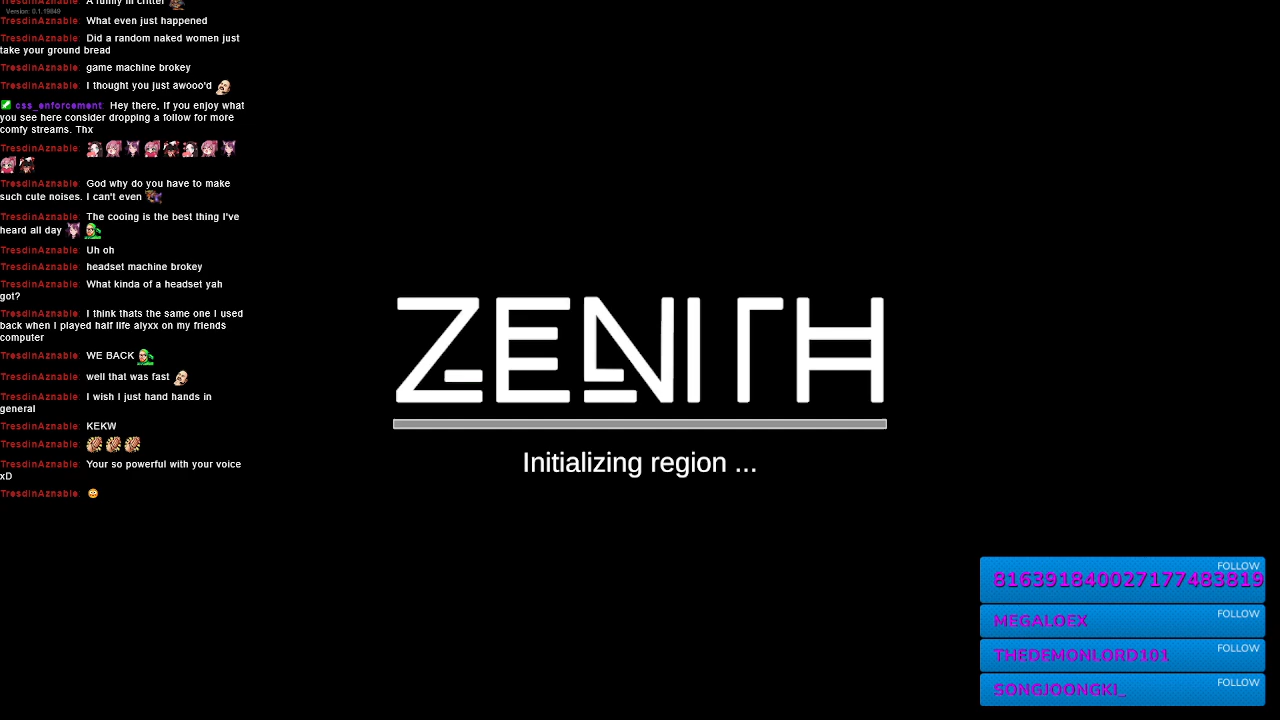 TresdinAznable: A funny lil critter
Version: 0.1.19849
TresdinAznable: What even just happened
TresdinAznable: Did a random naked women just
take your ground bread
TresdinAznable: game machine brokey
TresdinAznable: I thought you just awooo'd
css_enforcement: Hey there, If you enjoy what
you see here consider dropping a follow for more
comfy streams. Thx
TresdinAznable:
TresdinAznable: God why do you have to make
such cute noises. I can't even
TresdinAznable: The cooing is the best thing I've
heard all day
TresdinAznable: Uh oh
TresdinAznable: headset machine brokey
TresdinAznable: What kinda of a headset yah
got?
TresdinAznable: I think thats the same one I used
back when I played half life alyxx on my friends
computer
TresdinAznable: WE BACK
TresdinAznable: well that was fast
TresdinAznable: I wish I just hand hands in
general
TresdinAznable: KEKW
TresdinAznable:
TresdinAznable: Your so powerful with your voice
xD
TresdinAznable:
ZENITH
Initializing region ...
FOLLOW
816391840027177483819
FOLLOW
MEGALOEX
FOLLOW
THEDEMONLORD101
FOLLOW
SONGJOONGKI_